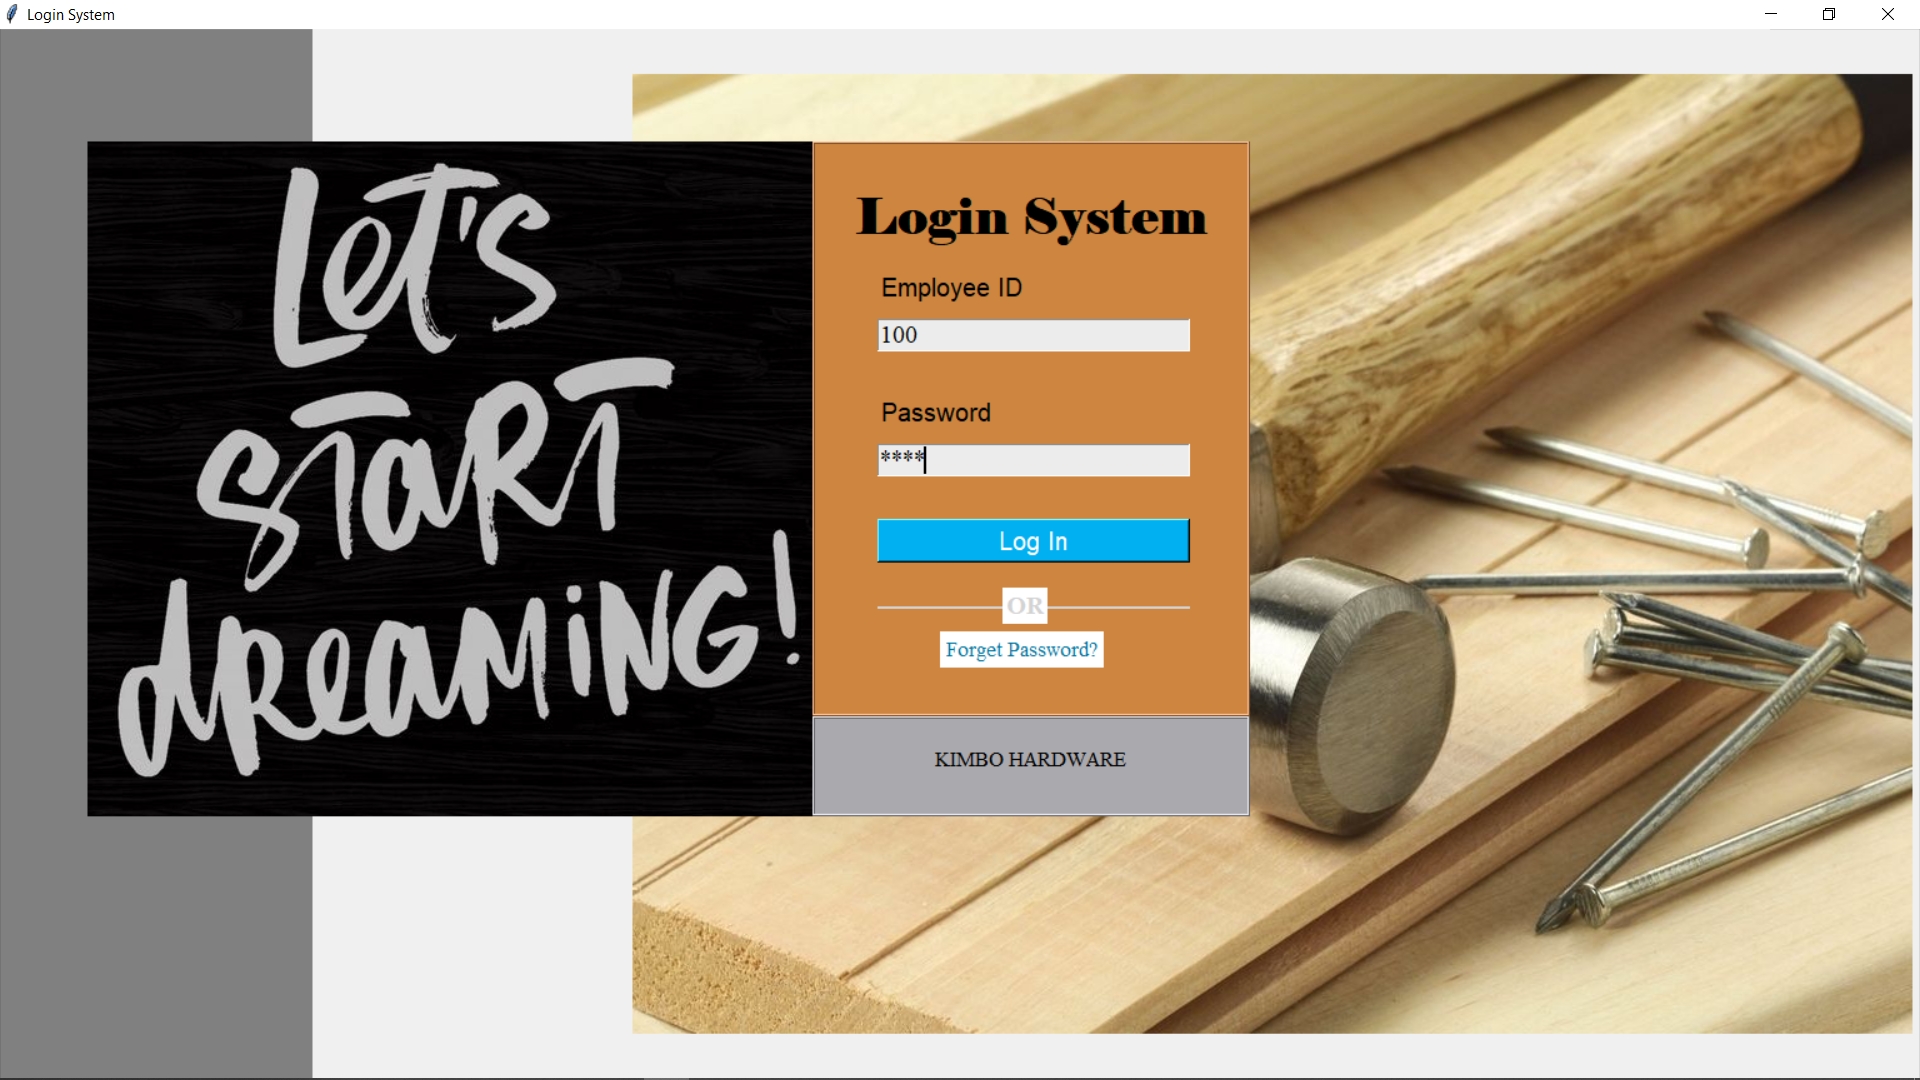 Login System
Let's
START
dreaming!
Login System
Employee ID
100
Password
****
Log In
OR
Forget Password?
KIMBO HARDWARE